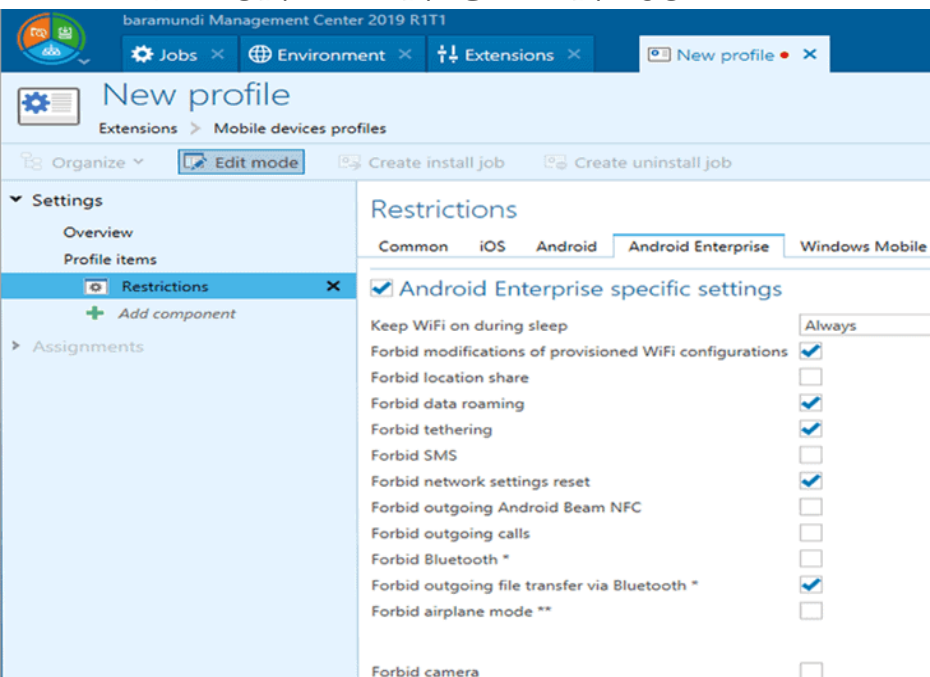 baramundi Management Center 2019 R1T1
Jobs
Environment
Extensions
New profile
New profile
Extensions > Mobile devices profiles
Organize
Edit mode
Create install job
Create uninstall job
Settings
Overview
Profile items
Restrictions
Add component
Assignments
Restrictions
Common iOS Android Android Enterprise Windows Mobile
Android Enterprise specific settings
Keep WiFi on during sleep Always
Forbid modifications of provisioned WiFi configurations
Forbid location share
Forbid data roaming
Forbid tethering
Forbid SMS
Forbid network settings reset
Forbid outgoing Android Beam NFC
Forbid outgoing calls
Forbid Bluetooth *
Forbid outgoing file transfer via Bluetooth *
Forbid airplane mode **
Forbid camera